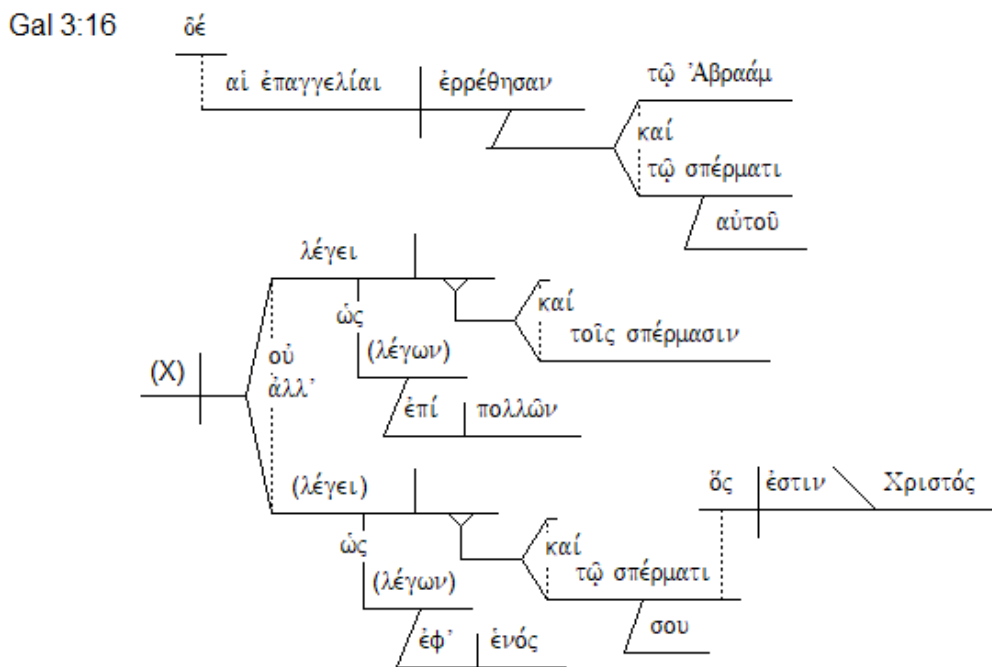 Gal 3:16
δέ
αἱ ἐπαγγελίαι ἐρρέθησαν
τῷ Ἀβραάμ
καί
τῷ σπέρματι
αὐτοῦ
λέγει
ὡς
(λέγων)
ἐπί πολλῶν
καί
τοῖς σπέρμασιν
(X)
οὐ
ἀλλ’
(λέγει)
ὡς
(λέγων)
ἐφ’ ἑνός
καί
τῷ σπέρματι
σου
ὅς ἐστιν Χριστός